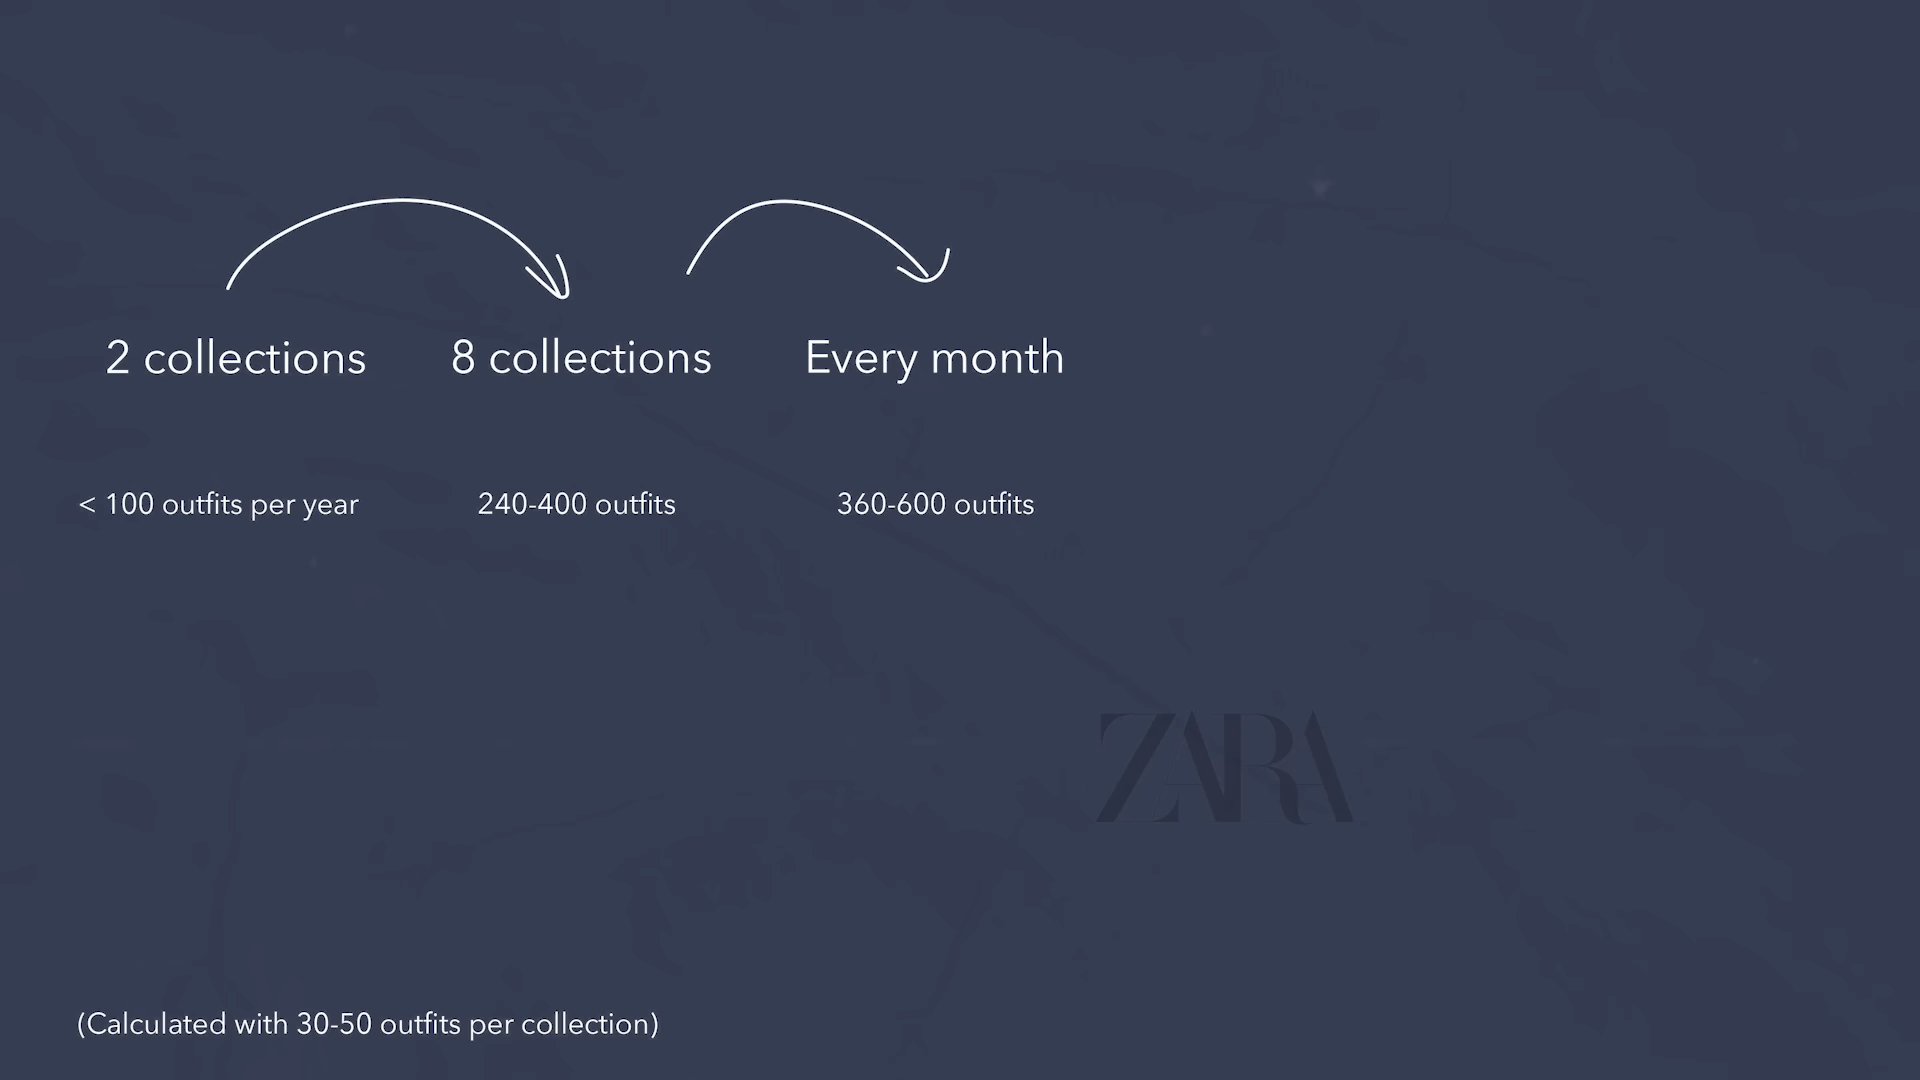 2 collections
8 collections
Every month
< 100 outfits per year
240-400 outfits
360-600 outfits
ZARA
(Calculated with 30-50 outfits per collection)